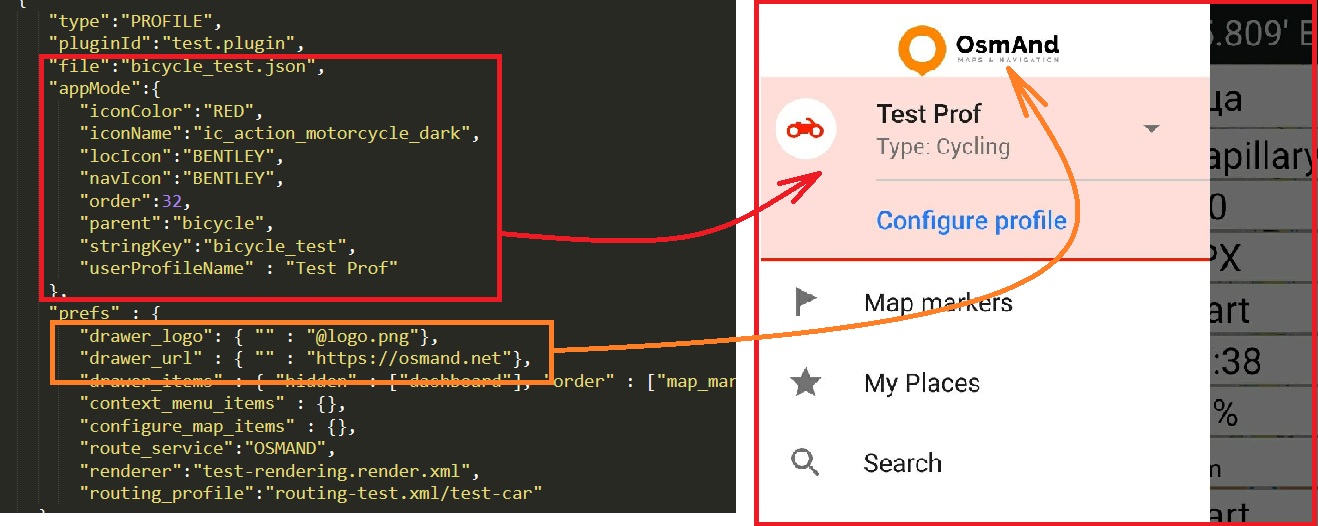 {
"type":"PROFILE",
"pluginId":"test.plugin",
"file":"bicycle_test.json",
"appMode":{
"iconColor":"RED",
"iconName":"ic_action_motorcycle_dark",
"locIcon":"BENTLEY",
"navIcon":"BENTLEY",
"order":32,
"parent":"bicycle",
"stringKey":"bicycle_test",
"userProfileName" : "Test Prof"
},
"prefs" : {
"drawer_logo": { "" : "@logo.png"},
"drawer_url" : { "" : "https://osmand.net"},
"drawer_items" : { "hidden" : ["dashboard"], "order" : ["map_mar
"context_menu_items" : {},
"configure_map_items" : {},
"route_service":"OSMAND",
"renderer":"test-rendering.render.xml",
"routing_profile":"routing-test.xml/test-car"
OsmAnd
MAPS & NAVIGATION
Test Prof
Type: Cycling
Configure profile
Map markers
My Places
Search
5.809' E
ца
apillary
0
PX
art
:38
%
m
art